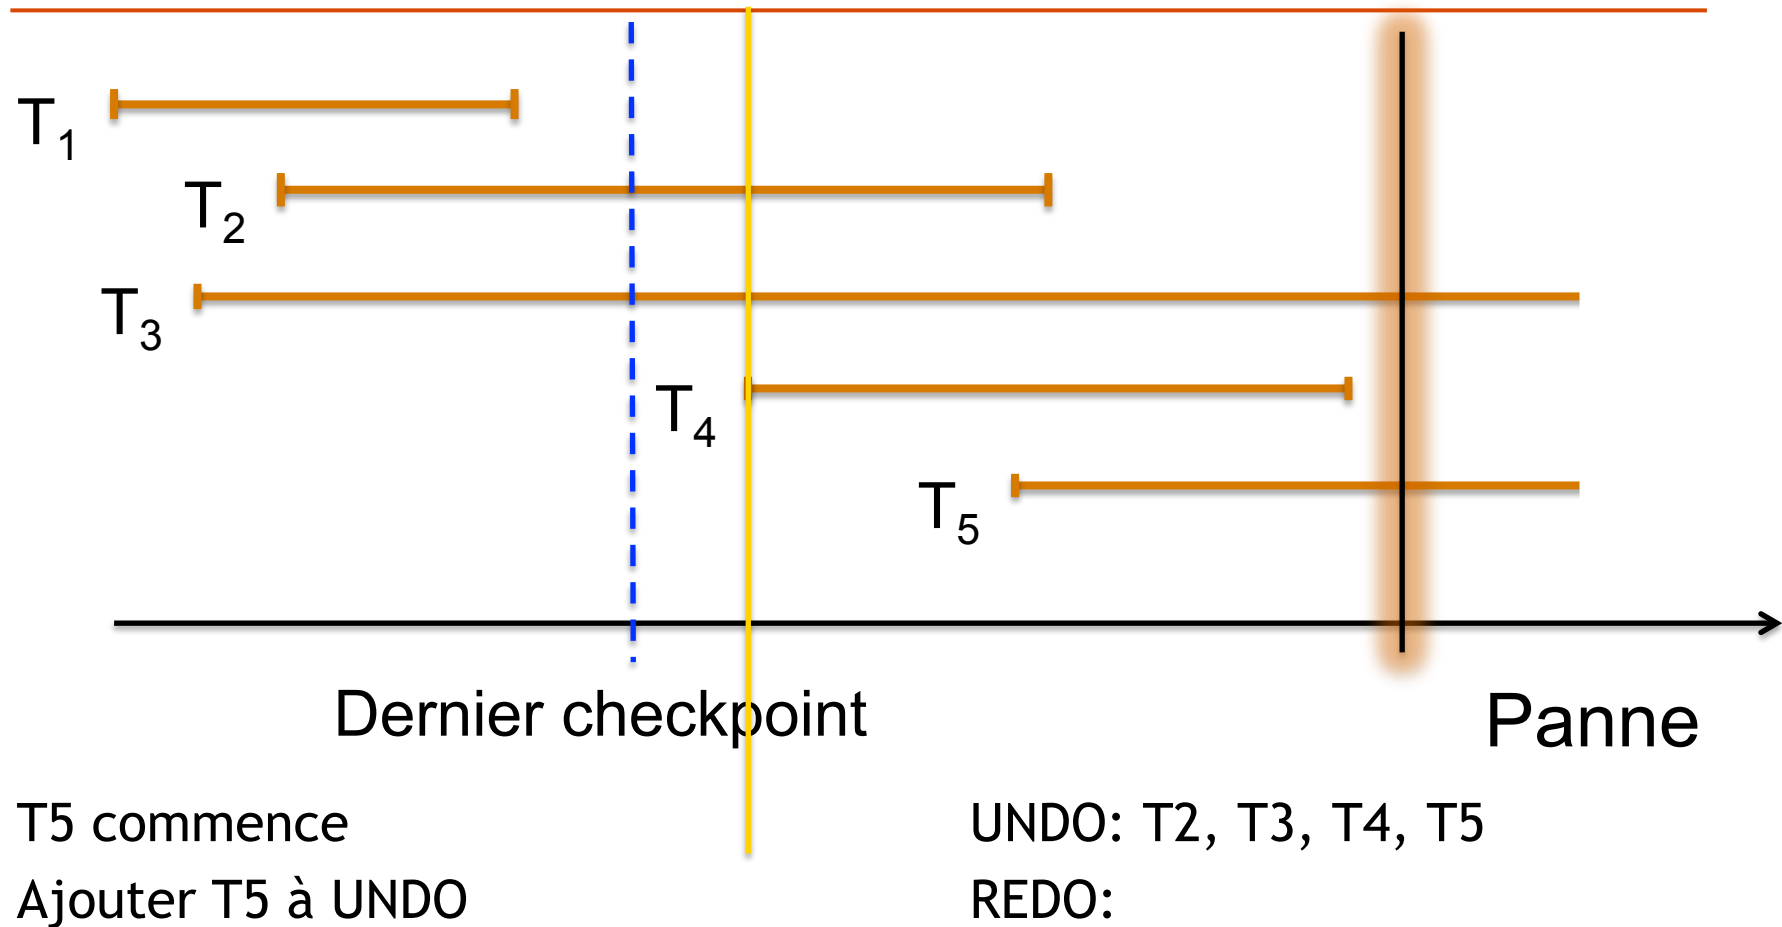 T1
T2
T3
T4
T5
Dernier checkpoint
Panne
T5 commence
Ajouter T5 à UNDO
UNDO: T2, T3, T4, T5
REDO: